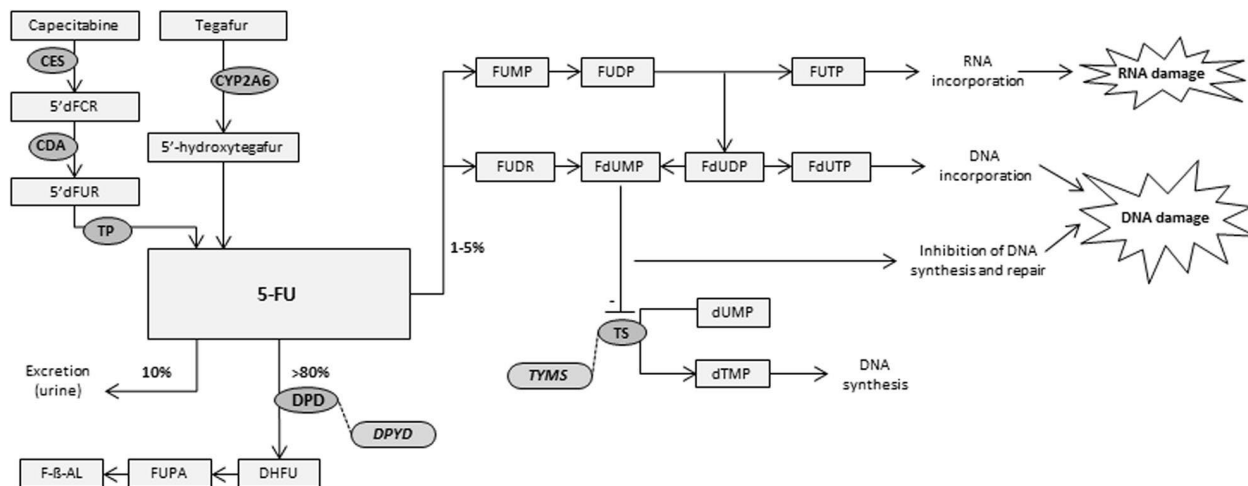 Capecitabine
Tegafur
CES
CYP2A6
5'dFCR
CDA
5'-hydroxytegafur
5'dFUR
TP
5-FU
1-5%
FUMP
FUDP
FUTP
RNA
incorporation
RNA damage
FUDR
FdUMP
FdUDP
FdUTP
DNA
incorporation
DNA damage
Inhibition of DNA
synthesis and repair
-
TS
dUMP
TYMS
dTMP
DNA
synthesis
Excretion
(urine)
10%
>80%
DPD
DPYD
F-ß-AL
FUPA
DHFU